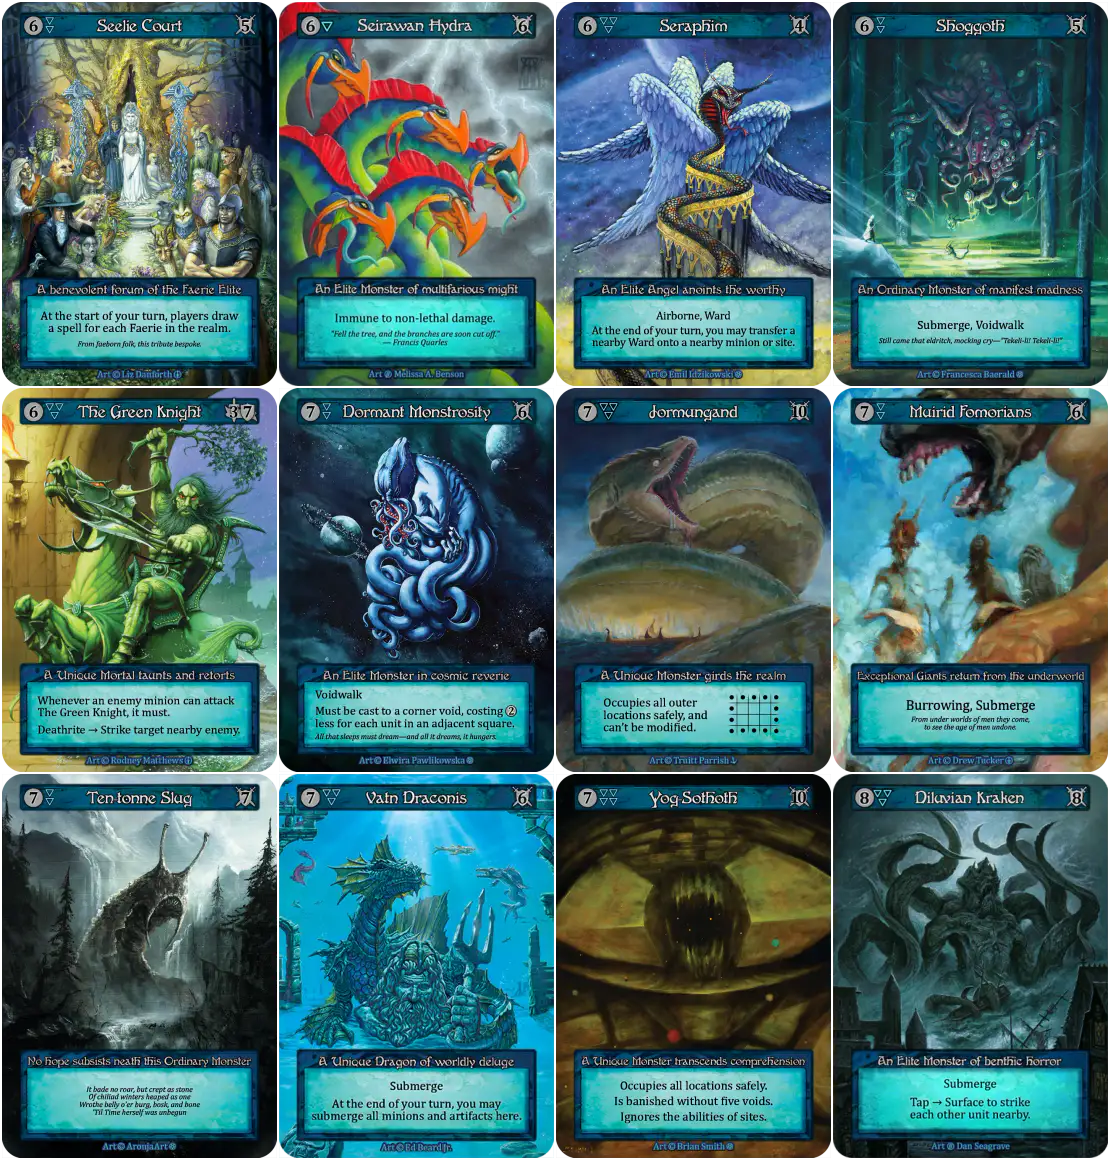 6 Seelie Court 5
A benevolent forum of the Faerie Elite
At the start of your turn, players draw
a spell for each Faerie in the realm.
From faeborn folk, this tribute bespoke.
Art © Liz Danforth
6 Seirawan Hydra 6
An Elite Monster of multifarious might
Immune to non-lethal damage.
"Fell the tree, and the branches are soon cut off."
— Francis Quarles
Art @ Melissa A. Benson
6 Seraphim 4
An Elite Angel anoints the worthy
Airborne, Ward
At the end of your turn, you may transfer a
nearby Ward onto a nearby minion or site.
Art © Emil Idzikowski
6 Shoggoth 5
An Ordinary Monster of manifest madness
Submerge, Voidwalk
Still came that eldritch, mocking cry—"Tekeli-li! Tekeli-li!"
Art © Francesca Baerald
6 The Green Knight 3 7
A Unique Mortal taunts and retorts
Whenever an enemy minion can attack
The Green Knight, it must.
Deathrite → Strike target nearby enemy.
Art © Rodney Matthews
7 Dormant Monstrosity 6
An Elite Monster in cosmic reverie
Voidwalk
Must be cast to a corner void, costing 2
less for each unit in an adjacent square.
All that sleeps must dream—and all it dreams, it hungers.
Art © Elwira Pawlikowska
7 Jormungand 10
A Unique Monster girds the realm
Occupies all outer
locations safely, and
can't be modified.
Art © Truitt Parrish
7 Muirid Fomorians 6
Exceptional Giants return from the underworld
Burrowing, Submerge
From under worlds of men they come,
to see the age of men undone.
Art © Drew Tucker
7 Ten-tonne Slug 7
No hope subsists neath this Ordinary Monster
It bade no roar, but crept as stone
Of chiliad winters heaped as one
Wrothe belly o'er burg, bosk, and bone
'Til Time herself was unbegun
Art © AronjaArt
7 Vatn Draconis 6
A Unique Dragon of worldly deluge
Submerge
At the end of your turn, you may
submerge all minions and artifacts here.
Art © Ed Beard Jr.
7 Yog-Sothoth 10
A Unique Monster transcends comprehension
Occupies all locations safely.
Is banished without five voids.
Ignores the abilities of sites.
Art © Brian Smith
8 Diluvian Kraken 8
An Elite Monster of benthic horror
Submerge
Tap → Surface to strike
each other unit nearby.
Art @ Dan Seagrave